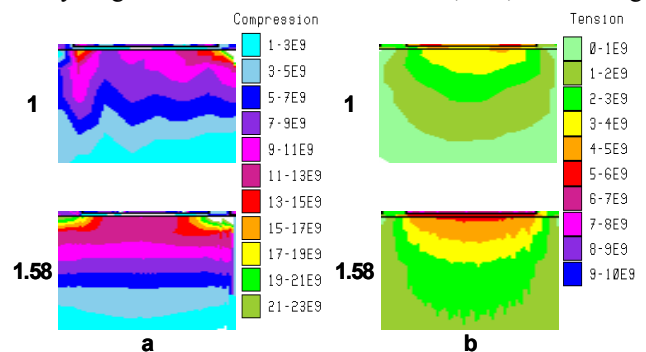 Compression
1-3E9
3-5E9
5-7E9
7-9E9
9-11E9
11-13E9
13-15E9
15-17E9
17-19E9
19-21E9
21-23E9
1
1.58
a
Tension
0-1E9
1-2E9
2-3E9
3-4E9
4-5E9
5-6E9
6-7E9
7-8E9
8-9E9
9-10E9
1
1.58
b